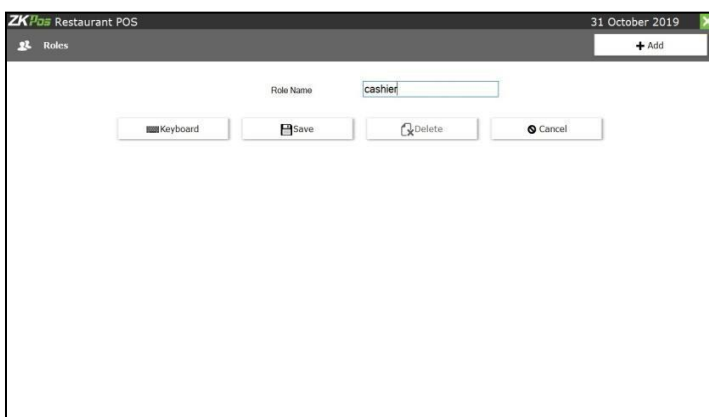 ZKPos Restaurant POS 31 October 2019
Roles + Add
Role Name cashier
Keyboard Save Delete Cancel